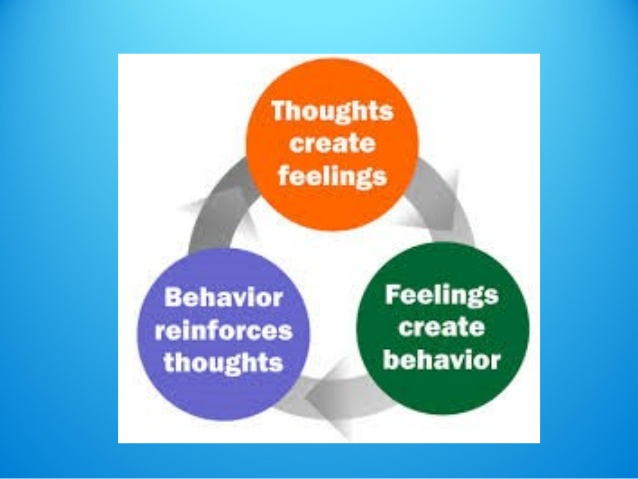 Thoughts
create
feelings
Feelings
create
behavior
Behavior
reinforces
thoughts